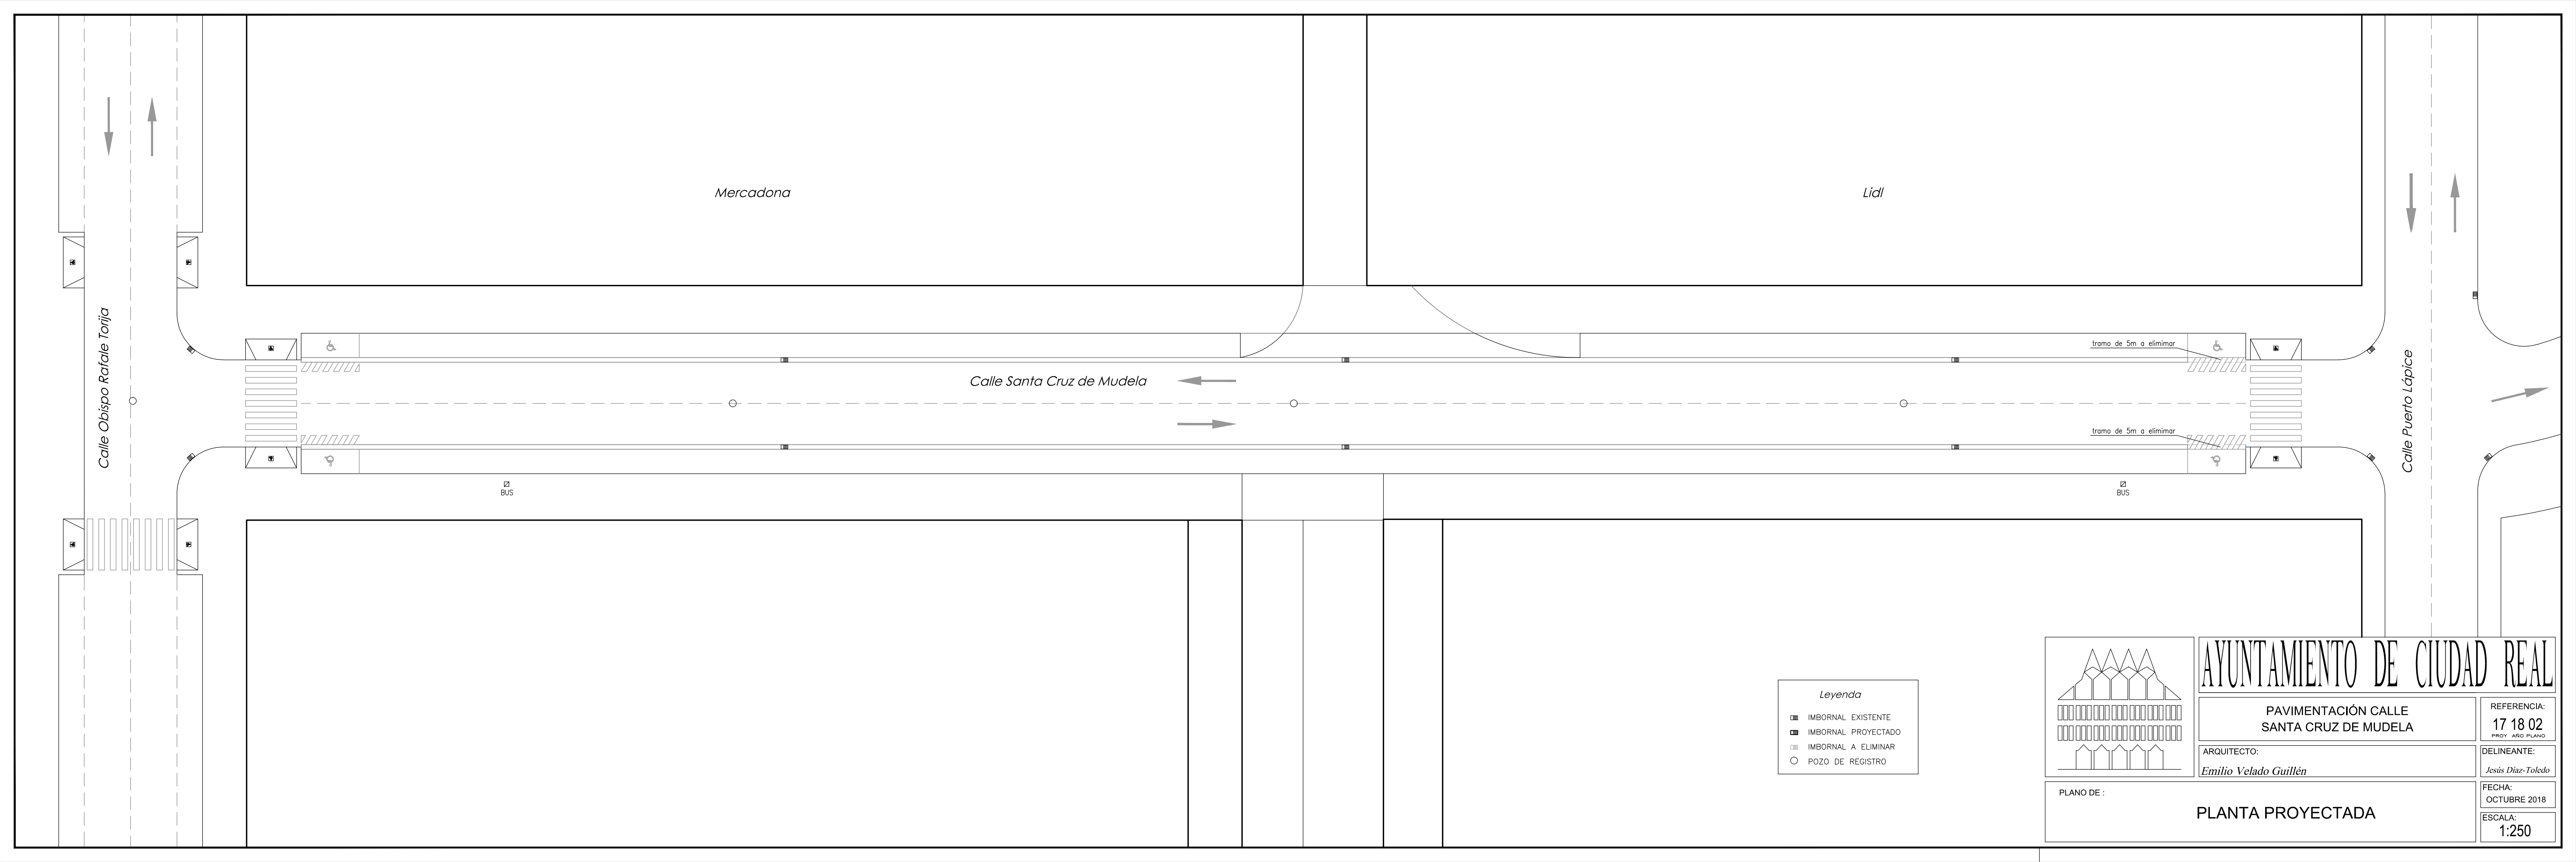 Mercadona
Lidl
Calle Obispo Rafale Torija
tramo de 5m a elimimar
Calle Santa Cruz de Mudela
Calle Puerto Lápice
tramo de 5m a elimimar
BUS
BUS
Leyenda
IMBORNAL EXISTENTE
IMBORNAL PROYECTADO
IMBORNAL A ELIMINAR
POZO DE REGISTRO
AYUNTAMIENTO DE CIUDAD REAL
PAVIMENTACIÓN CALLE
SANTA CRUZ DE MUDELA
REFERENCIA:
17 18 02
PROY AÑO PLANO
ARQUITECTO:
Emilio Velado Guillén
DELINEANTE:
Jesús Díaz-Toledo
PLANO DE :
PLANTA PROYECTADA
FECHA:
OCTUBRE 2018
ESCALA:
1:250